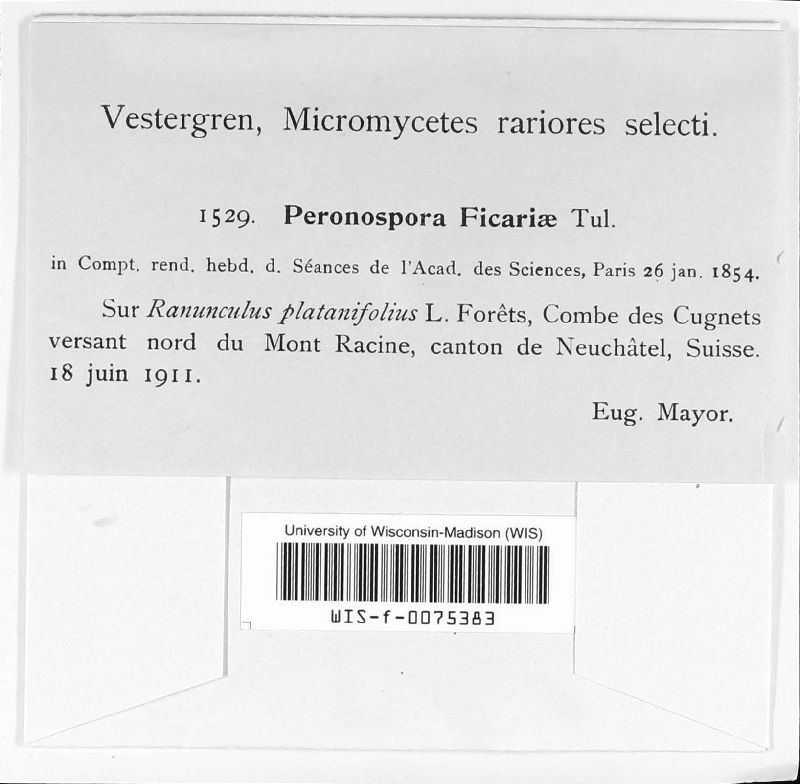 Vestergren, Micromycetes rariores selecti.
1529. Peronospora Ficariæ Tul.
in Compt. rend. hebd. d. Séances de l'Acad. des Sciences, Paris 26 jan. 1854.
Sur Ranunculus platanifolius L. Forêts, Combe des Cugnets
versant nord du Mont Racine, canton de Neuchâtel, Suisse.
18 juin 1911.
Eug. Mayor.
University of Wisconsin-Madison (WIS)
WIS-f-0075383